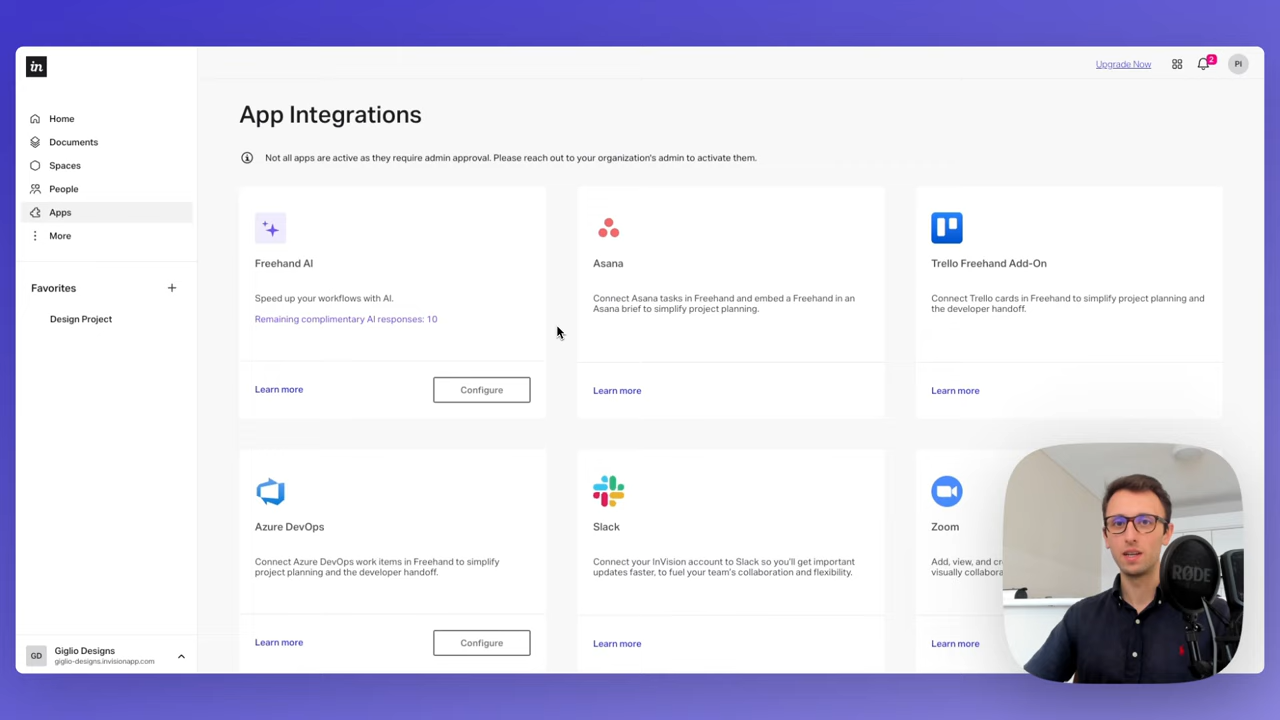 in
Upgrade Now
2
PI
Home
Documents
Spaces
People
Apps
More
Favorites
Design Project
GD
Giglio Designs
giglio-designs.invisionapp.com
App Integrations
Not all apps are active as they require admin approval. Please reach out to your organization's admin to activate them.
Freehand AI
Speed up your workflows with AI.
Remaining complimentary AI responses: 10
Learn more
Configure
Asana
Connect Asana tasks in Freehand and embed a Freehand in an
Asana brief to simplify project planning.
Learn more
Trello Freehand Add-On
Connect Trello cards in Freehand to simplify project planning and
the developer handoff.
Learn more
Azure DevOps
Connect Azure DevOps work items in Freehand to simplify
project planning and the developer handoff.
Learn more
Configure
Slack
Connect your InVision account to Slack so you'll get important
updates faster, to fuel your team's collaboration and flexibility.
Learn more
Zoom
Add, view, and
visually
Learn more
RØDE